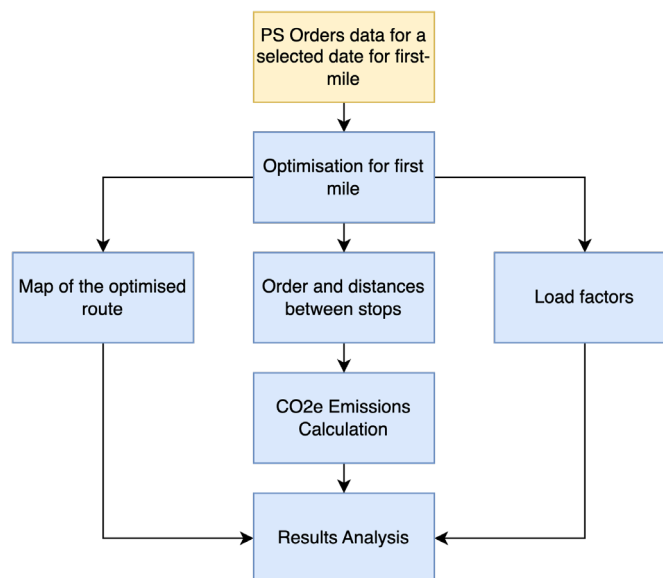 PS Orders data for a
selected date for first-
mile
Optimisation for first
mile
Map of the optimised
route
Order and distances
between stops
Load factors
CO2e Emissions
Calculation
Results Analysis